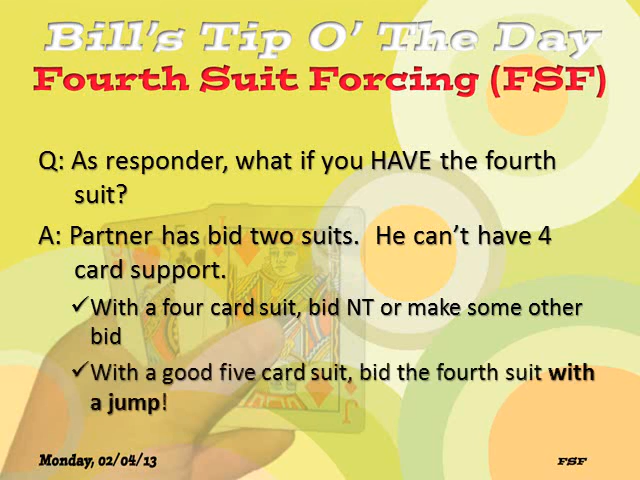 Bill's Tip O' The Day
Fourth Suit Forcing (FSF)
Q: As responder, what if you HAVE the fourth
suit?
A: Partner has bid two suits.  He can't have 4
card support.
✓With a four card suit, bid NT or make some other
bid
✓With a good five card suit, bid the fourth suit with
a jump!
Monday, 02/04/13
FSF